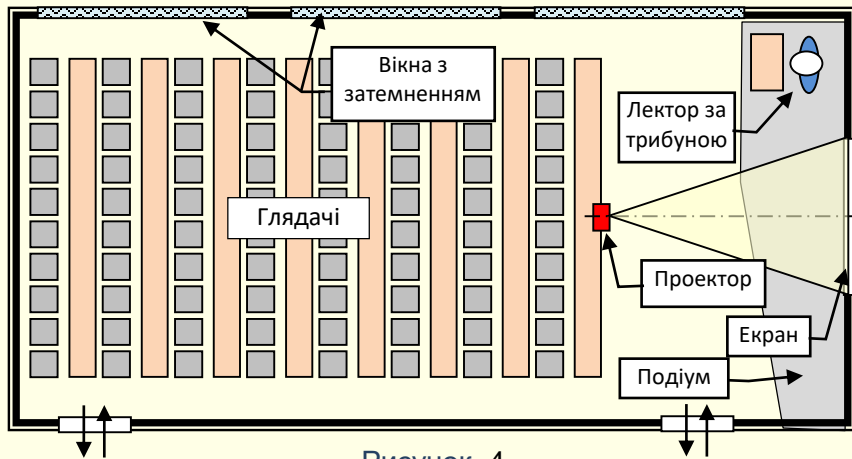 Вікна з
затемненням
Лектор за
трибуною
Глядачі
Проектор
Екран
Подіум
Рисунок 4